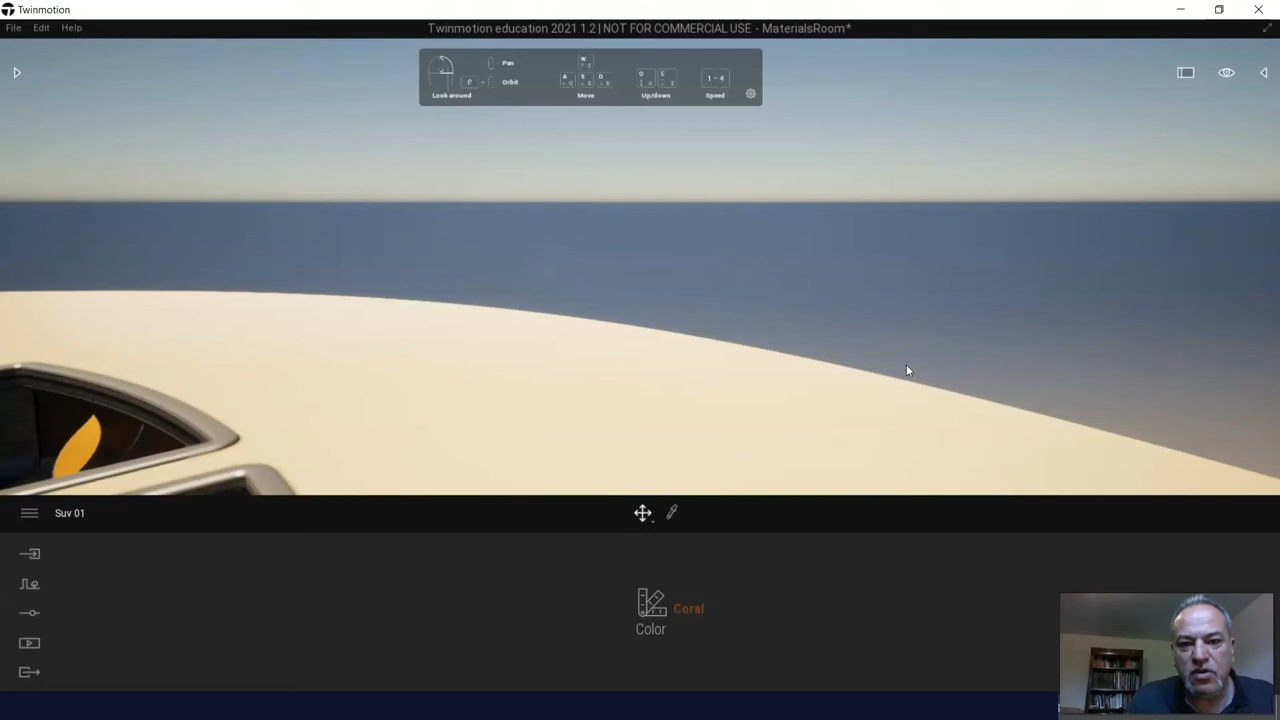 Twinmotion
File Edit Help
Twinmotion education 2021.1.2 | NOT FOR COMMERCIAL USE - MaterialsRoom*
Pan
Orbit
Look around
W
A S D
Move
Q E
Up/down
1 - 4
Speed
Suv 01
Coral
Color